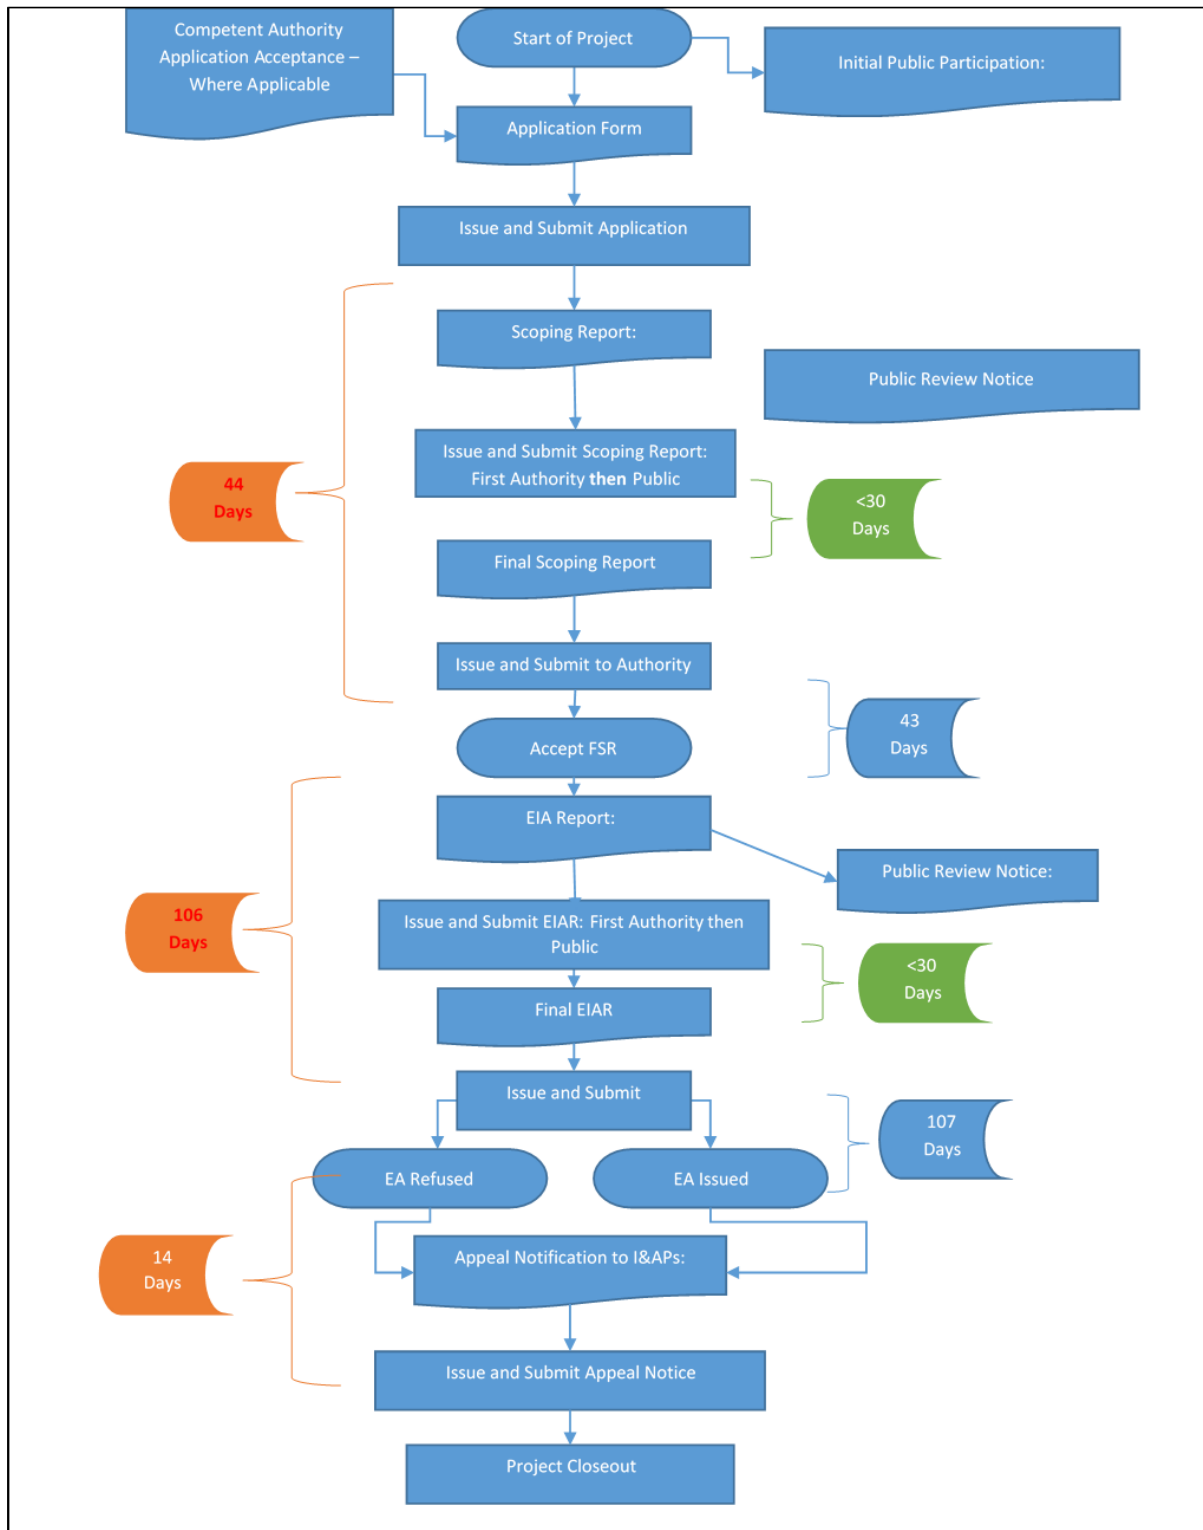 Competent Authority
Application Acceptance –
Where Applicable
Start of Project
Initial Public Participation:
Application Form
Issue and Submit Application
Scoping Report:
Public Review Notice
Issue and Submit Scoping Report:
First Authority then Public
44
Days
<30
Days
Final Scoping Report
Issue and Submit to Authority
43
Days
Accept FSR
EIA Report:
Public Review Notice:
106
Days
Issue and Submit EIAR: First Authority then
Public
<30
Days
Final EIAR
Issue and Submit
107
Days
EA Refused
EA Issued
14
Days
Appeal Notification to I&APs:
Issue and Submit Appeal Notice
Project Closeout